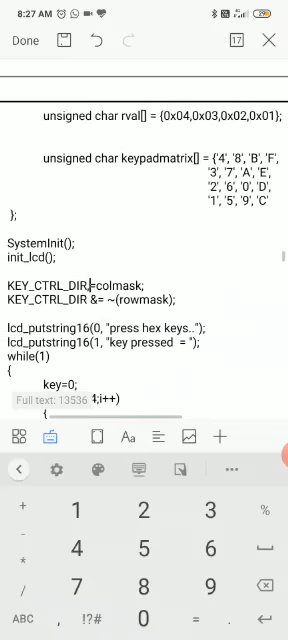 8:27 AM
Done
17
unsigned char rval[] = {0x04,0x03,0x02,0x01};
unsigned char keypadmatrix[] = {'4', '8', 'B', 'F',
'3', '7', 'A', 'E',
'2', '6', '0', 'D',
'1', '5', '9', 'C'
};
SystemInit();
init_lcd();
KEY_CTRL_DIR,=colmask;
KEY_CTRL_DIR &= ~(rowmask);
lcd_putstring16(0, "press hex keys..");
lcd_putstring16(1, "key pressed = ");
while(1)
{
key=0;
Full text: 13536 4;i++)
{
Aa
+ 1 2 3 %
- 4 5 6
* 7 8 9
/ ABC , !?# 0 = .